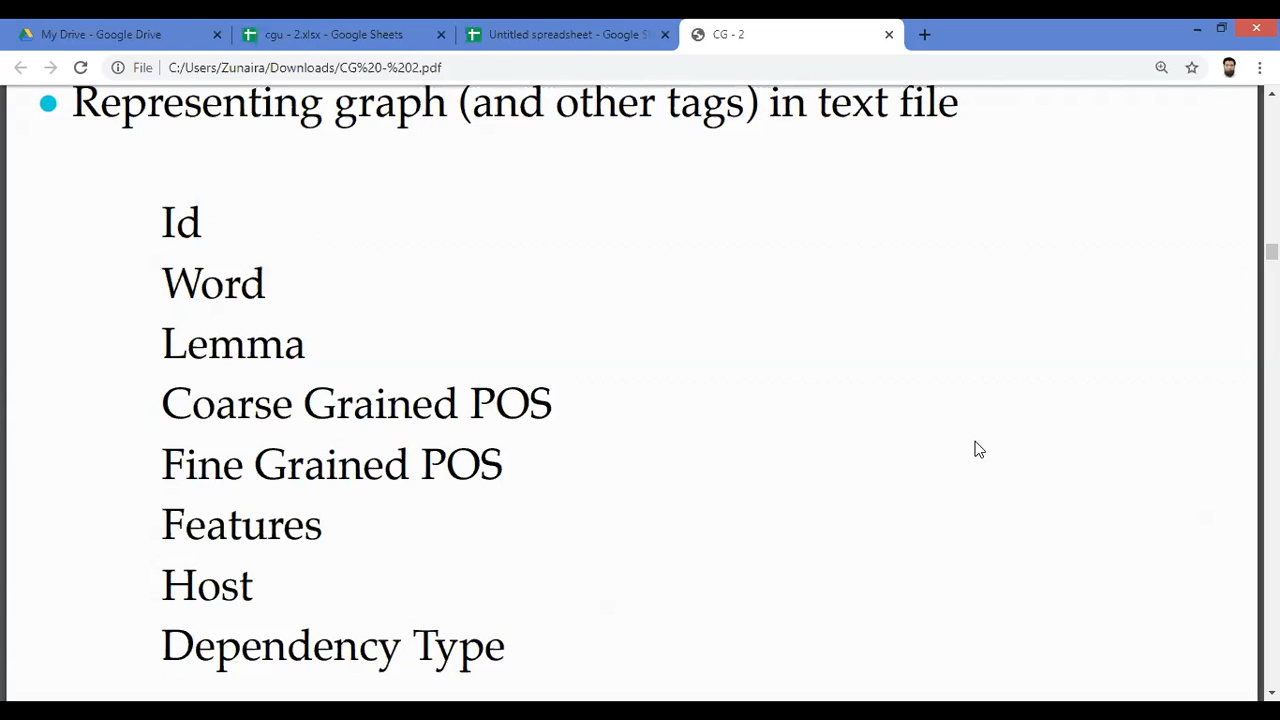 My Drive - Google Drive
cgu - 2.xlsx - Google Sheets
Untitled spreadsheet - Google S
CG - 2
File
C:/Users/Zunaira/Downloads/CG%20-%202.pdf
Representing graph (and other tags) in text file
Id
Word
Lemma
Coarse Grained POS
Fine Grained POS
Features
Host
Dependency Type